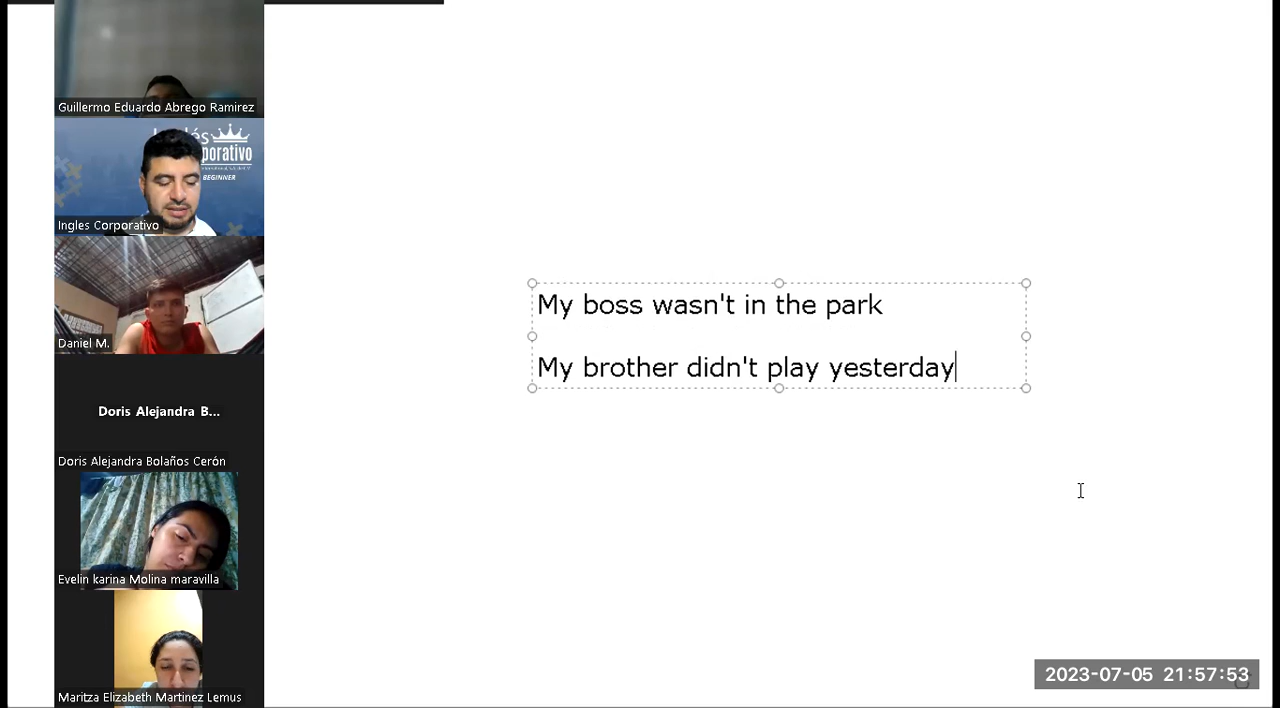 Guillermo Eduardo Abrego Ramirez
BEGINNER
Ingles Corporativo
Daniel M.
Doris Alejandra B...
Doris Alejandra Bolaños Cerón
Evelin karina Molina maravilla
Maritza Elizabeth Martinez Lemus
My boss wasn't in the park
My brother didn't play yesterday
2023-07-05 21:57:53